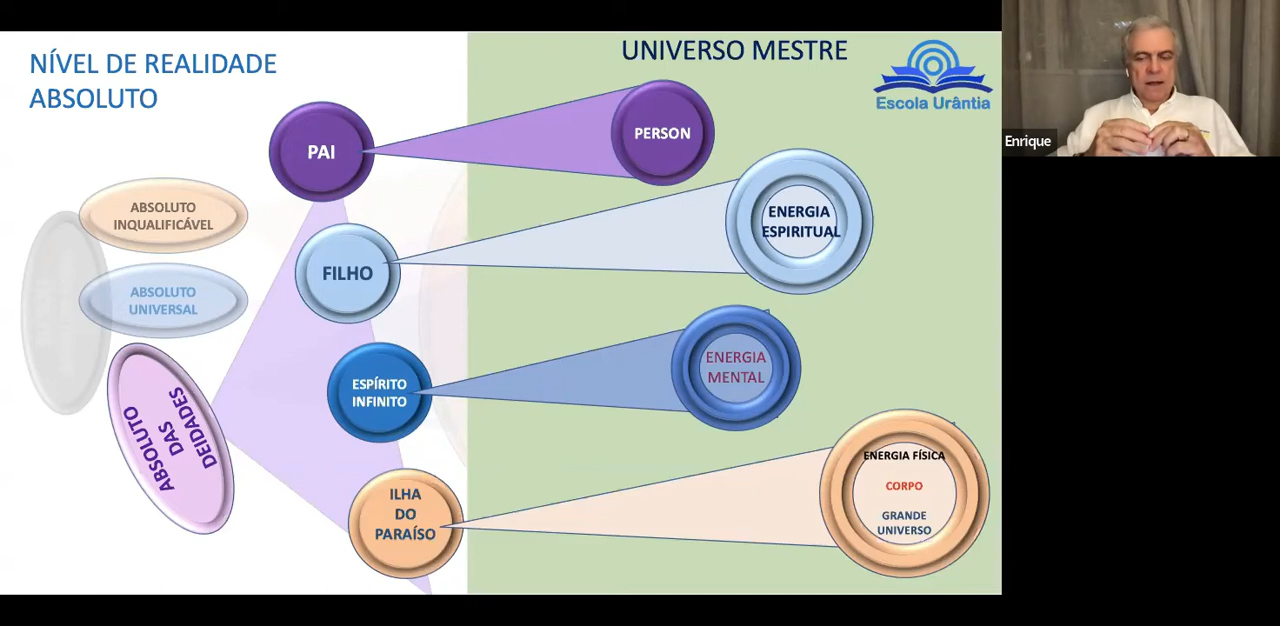 NÍVEL DE REALIDADE
ABSOLUTO
UNIVERSO MESTRE
Escola Urântia
Enrique
PAI
PERSON
ABSOLUTO
INQUALIFICÁVEL
ENERGIA
ESPIRITUAL
FILHO
ABSOLUTO
UNIVERSAL
ENERGIA
MENTAL
ESPÍRITO
INFINITO
ABSOLUTO
DAS
DEIDADES
ILHA
DO
PARAÍSO
ENERGIA FÍSICA
CORPO
GRANDE
UNIVERSO